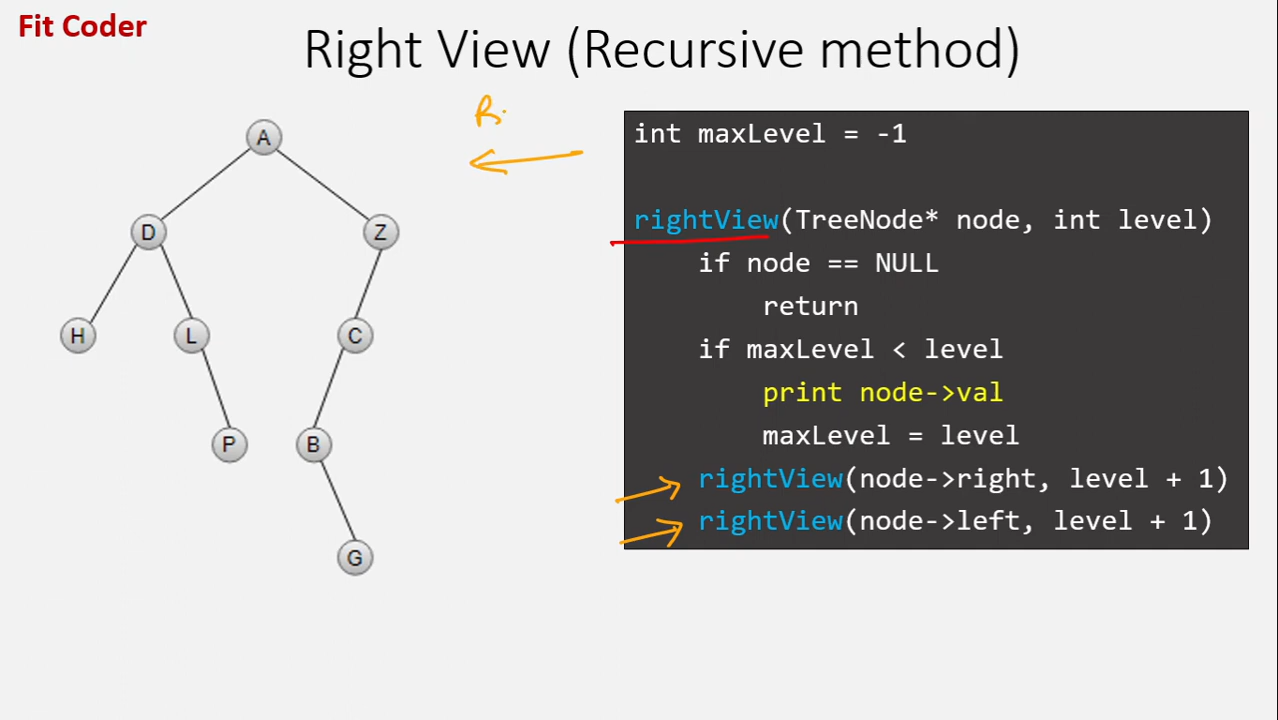 Fit Coder
Right View (Recursive method)
R.
A
D
Z
H
L
C
P
B
G
int maxLevel = -1
rightView(TreeNode* node, int level)
    if node == NULL
        return
    if maxLevel < level
        print node->val
        maxLevel = level
    rightView(node->right, level + 1)
    rightView(node->left, level + 1)